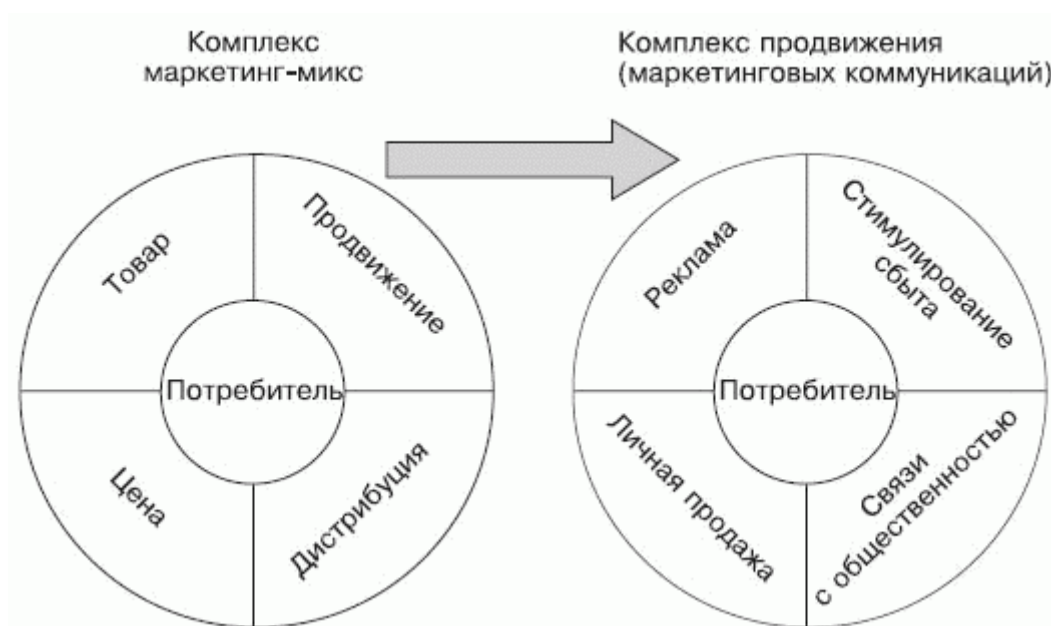 Комплекс
маркетинг-микс
Комплекс продвижения
(маркетинговых коммуникаций)
Товар
Продвижение
Потребитель
Цена
Дистрибуция
Реклама
Стимулирование
сбыта
Потребитель
Личная продажа
Связи
с общественностью